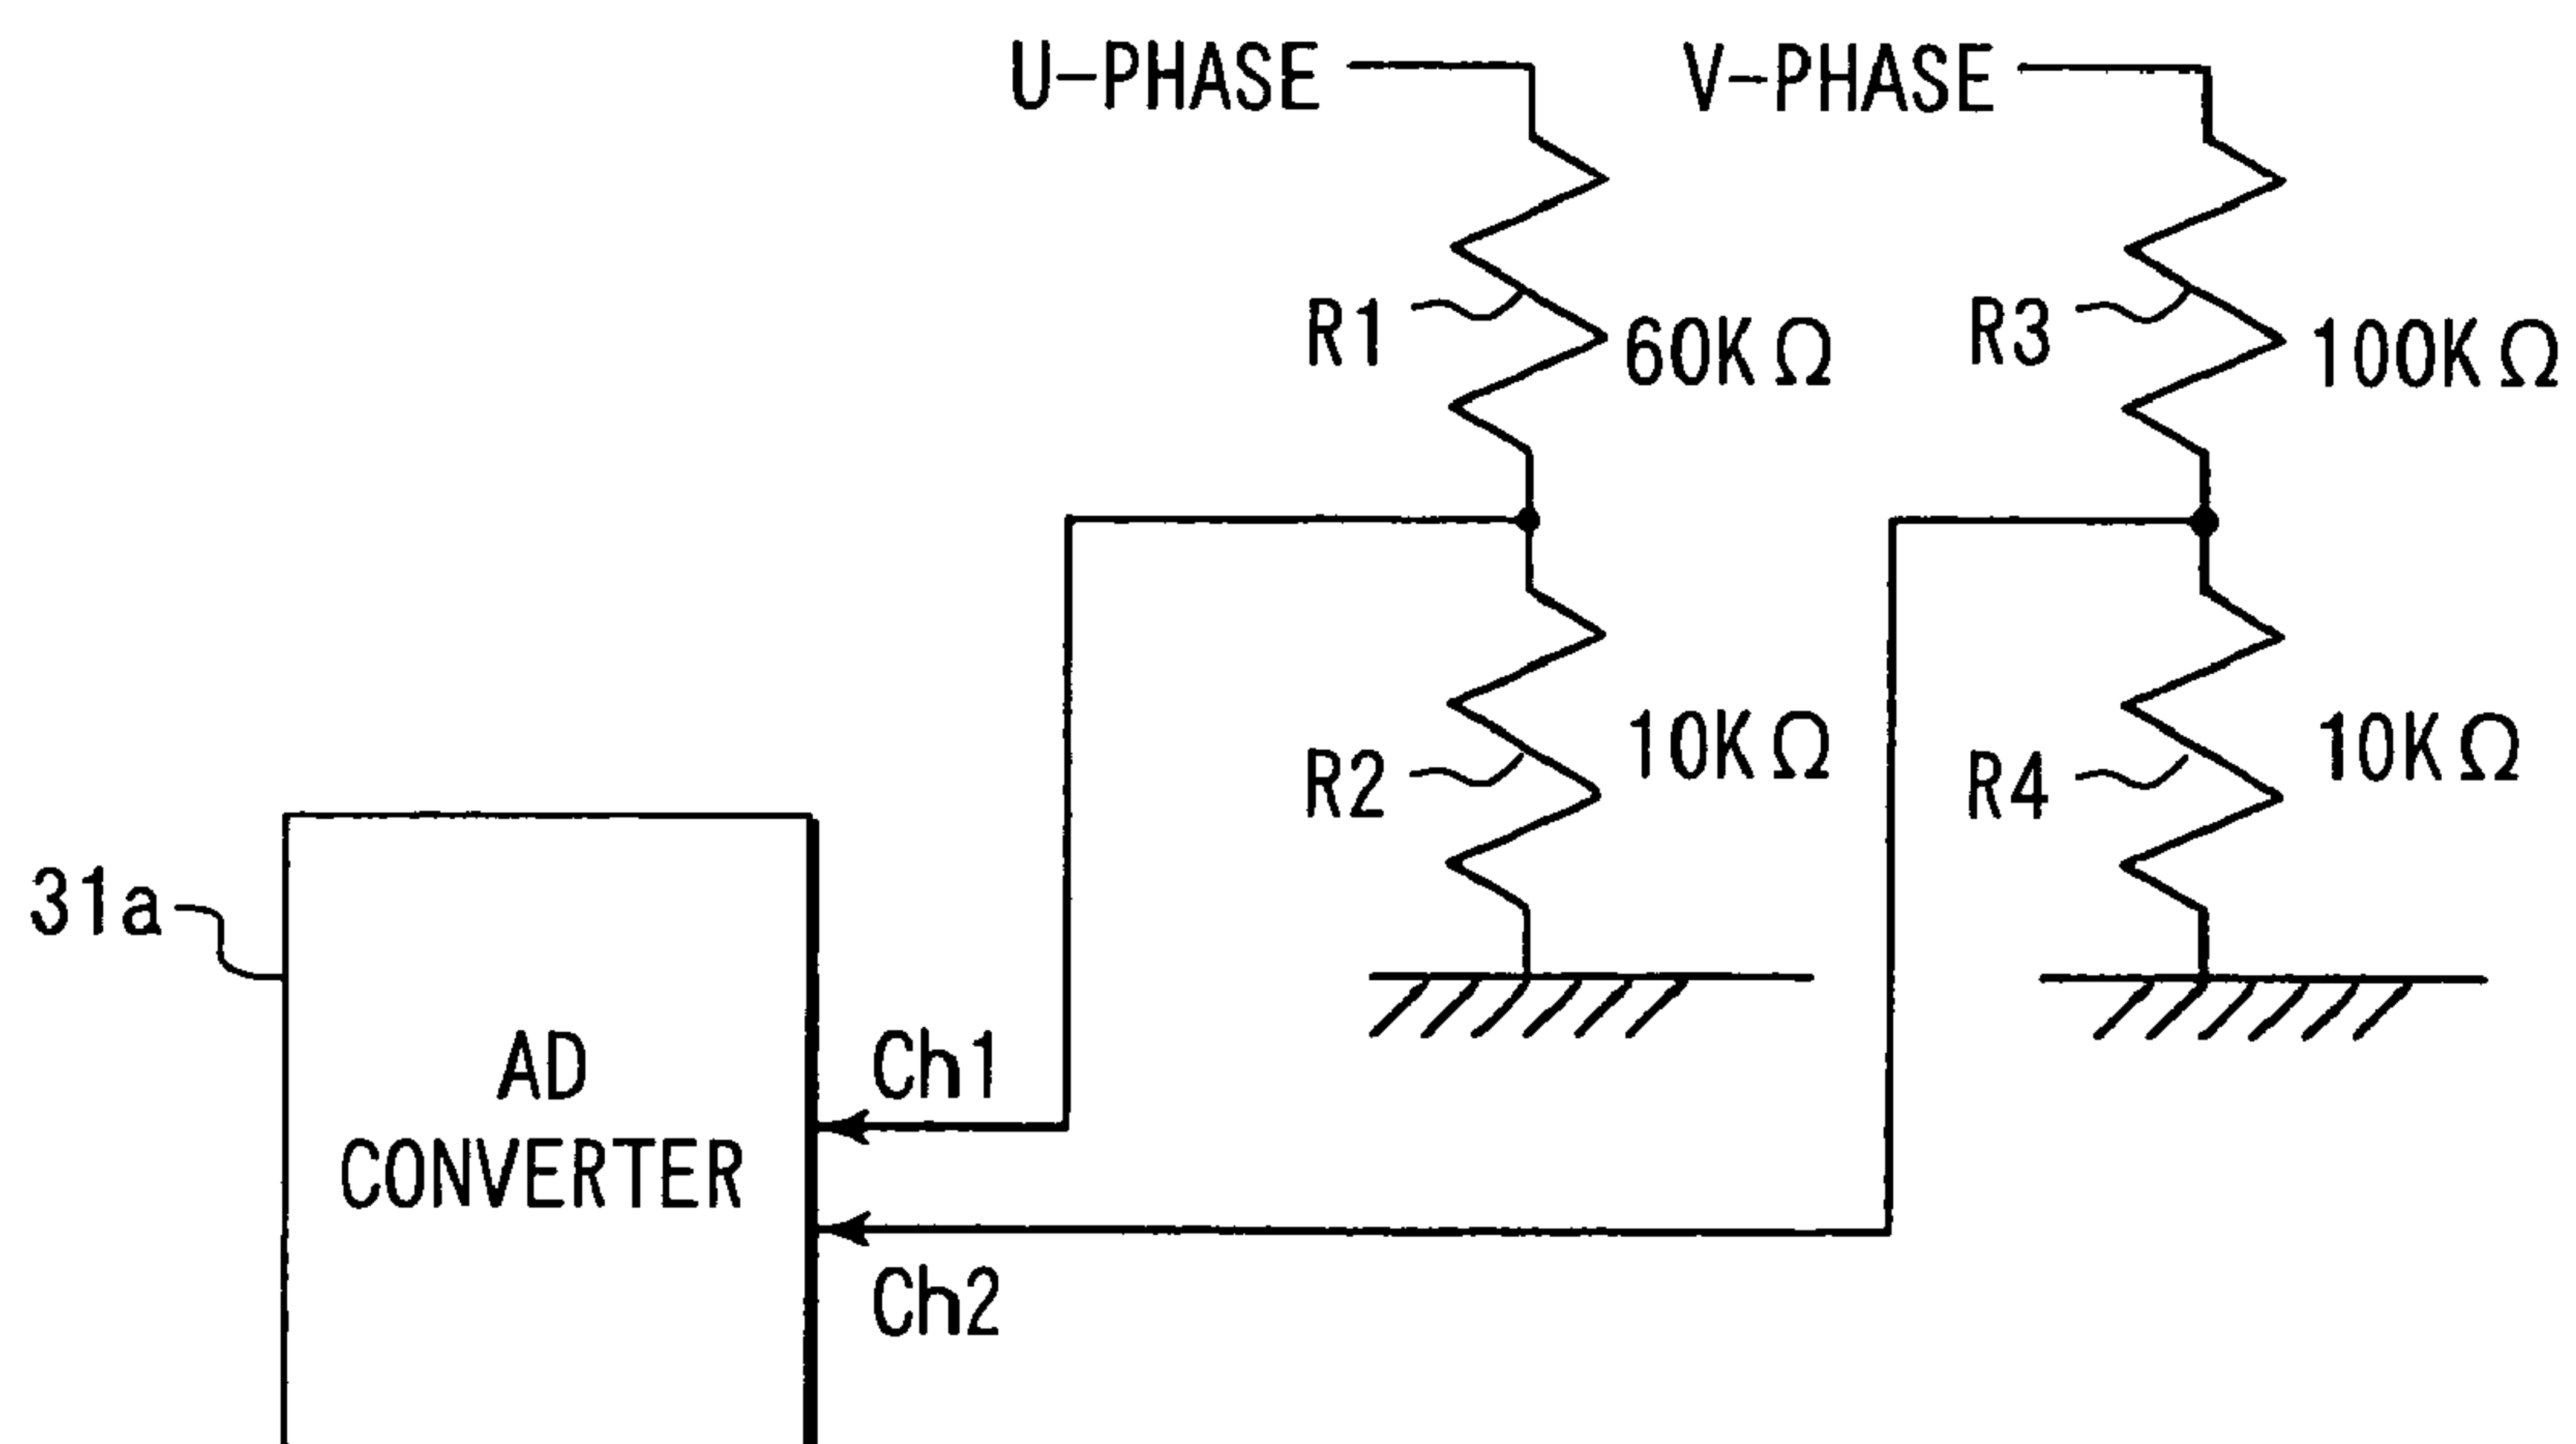 U-PHASE
V-PHASE
R1
60KΩ
R3
100KΩ
R2
10KΩ
R4
10KΩ
31a
AD
CONVERTER
Ch1
Ch2